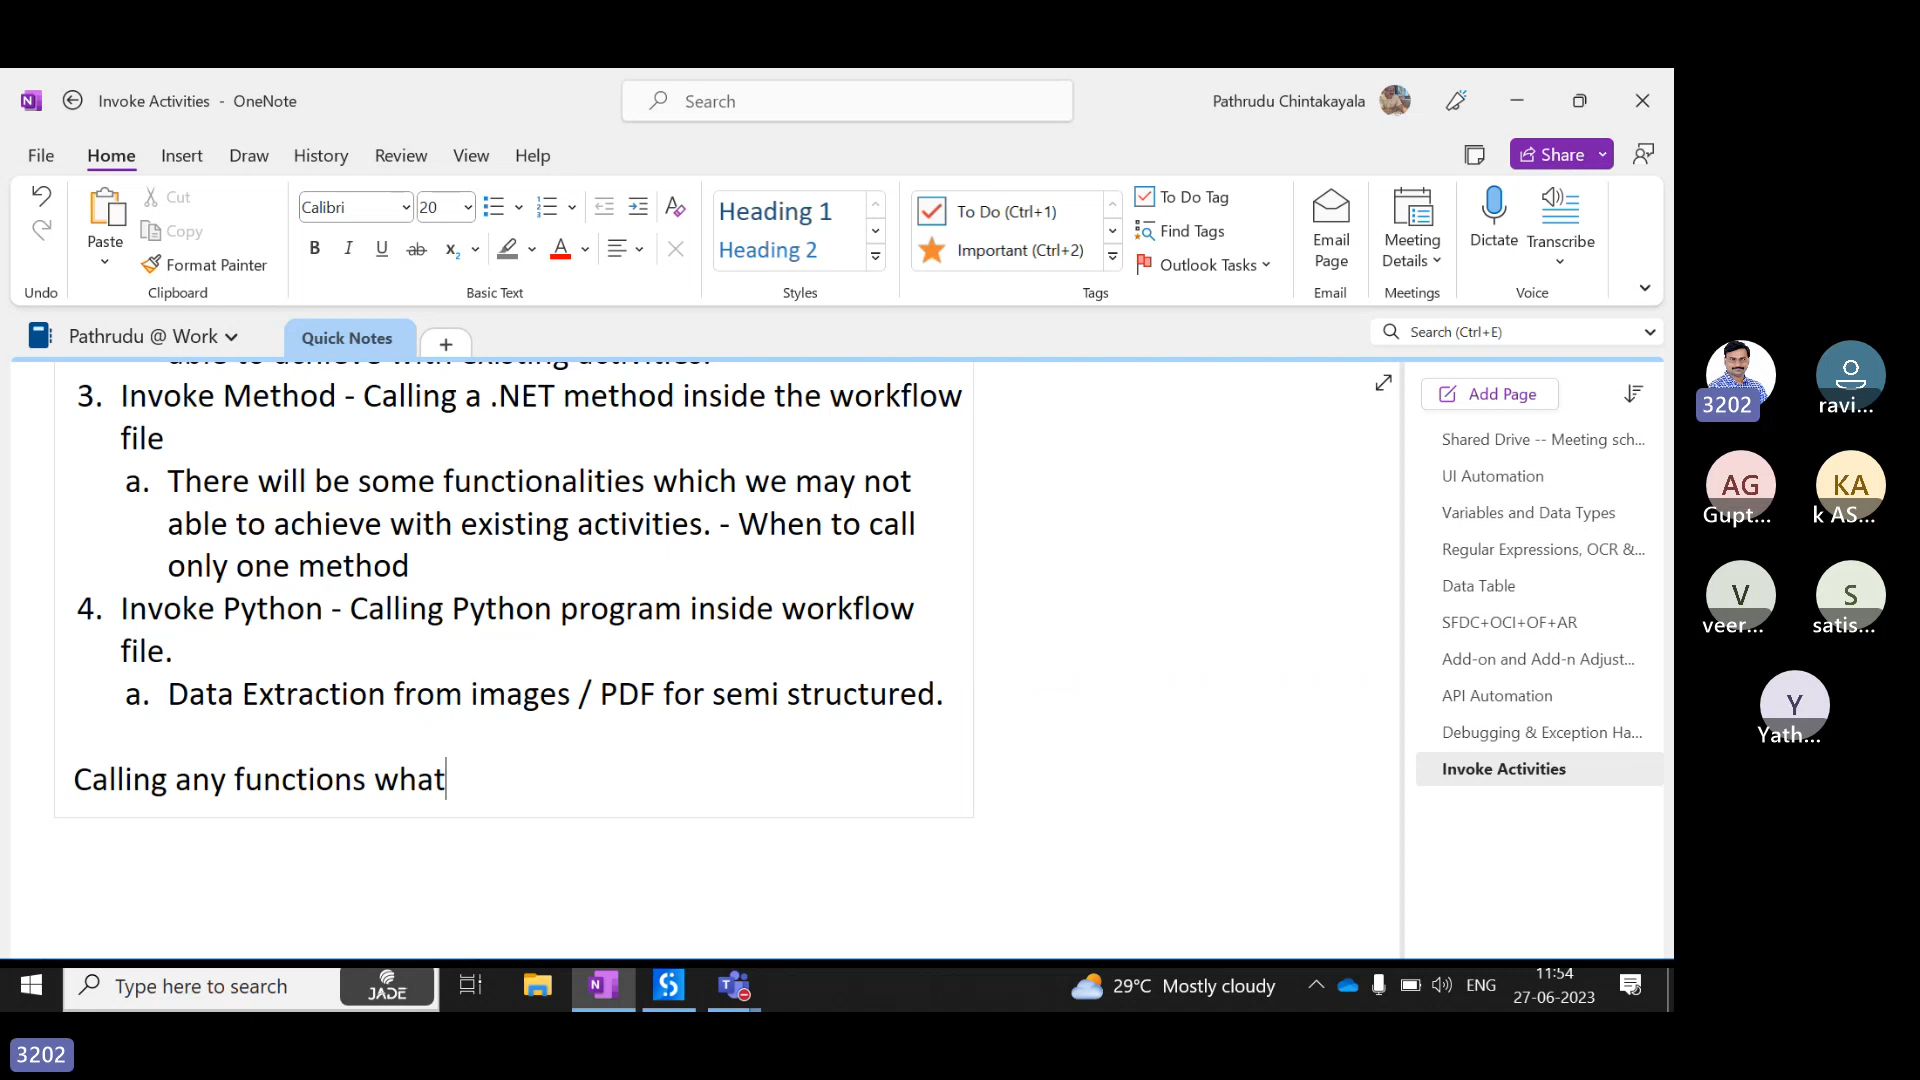 Invoke Activities - OneNote
Search
Pathrudu Chintakayala
File
Home
Insert
Draw
History
Review
View
Help
Share
Paste
Cut
Copy
Format Painter
Calibri
20
Heading 1
Heading 2
To Do (Ctrl+1)
Important (Ctrl+2)
To Do Tag
Find Tags
Outlook Tasks
Email
Page
Meeting
Details
Dictate
Transcribe
Undo
Clipboard
Basic Text
Styles
Tags
Email
Meetings
Voice
Pathrudu @ Work
Quick Notes
Search (Ctrl+E)
able to achieve with existing activities.
3. Invoke Method - Calling a .NET method inside the workflow
file
a. There will be some functionalities which we may not
able to achieve with existing activities. - When to call
only one method
4. Invoke Python - Calling Python program inside workflow
file.
a. Data Extraction from images / PDF for semi structured.
Calling any functions what
Add Page
Shared Drive -- Meeting sch...
UI Automation
Variables and Data Types
Regular Expressions, OCR &...
Data Table
SFDC+OCI+OF+AR
Add-on and Add-n Adjust...
API Automation
Debugging & Exception Ha...
Invoke Activities
3202
ravi...
AG
Gupt...
KA
k AS...
V
veer...
S
satis...
Y
Yath...
Type here to search
JADE
29°C Mostly cloudy
ENG
11:54
27-06-2023
3202